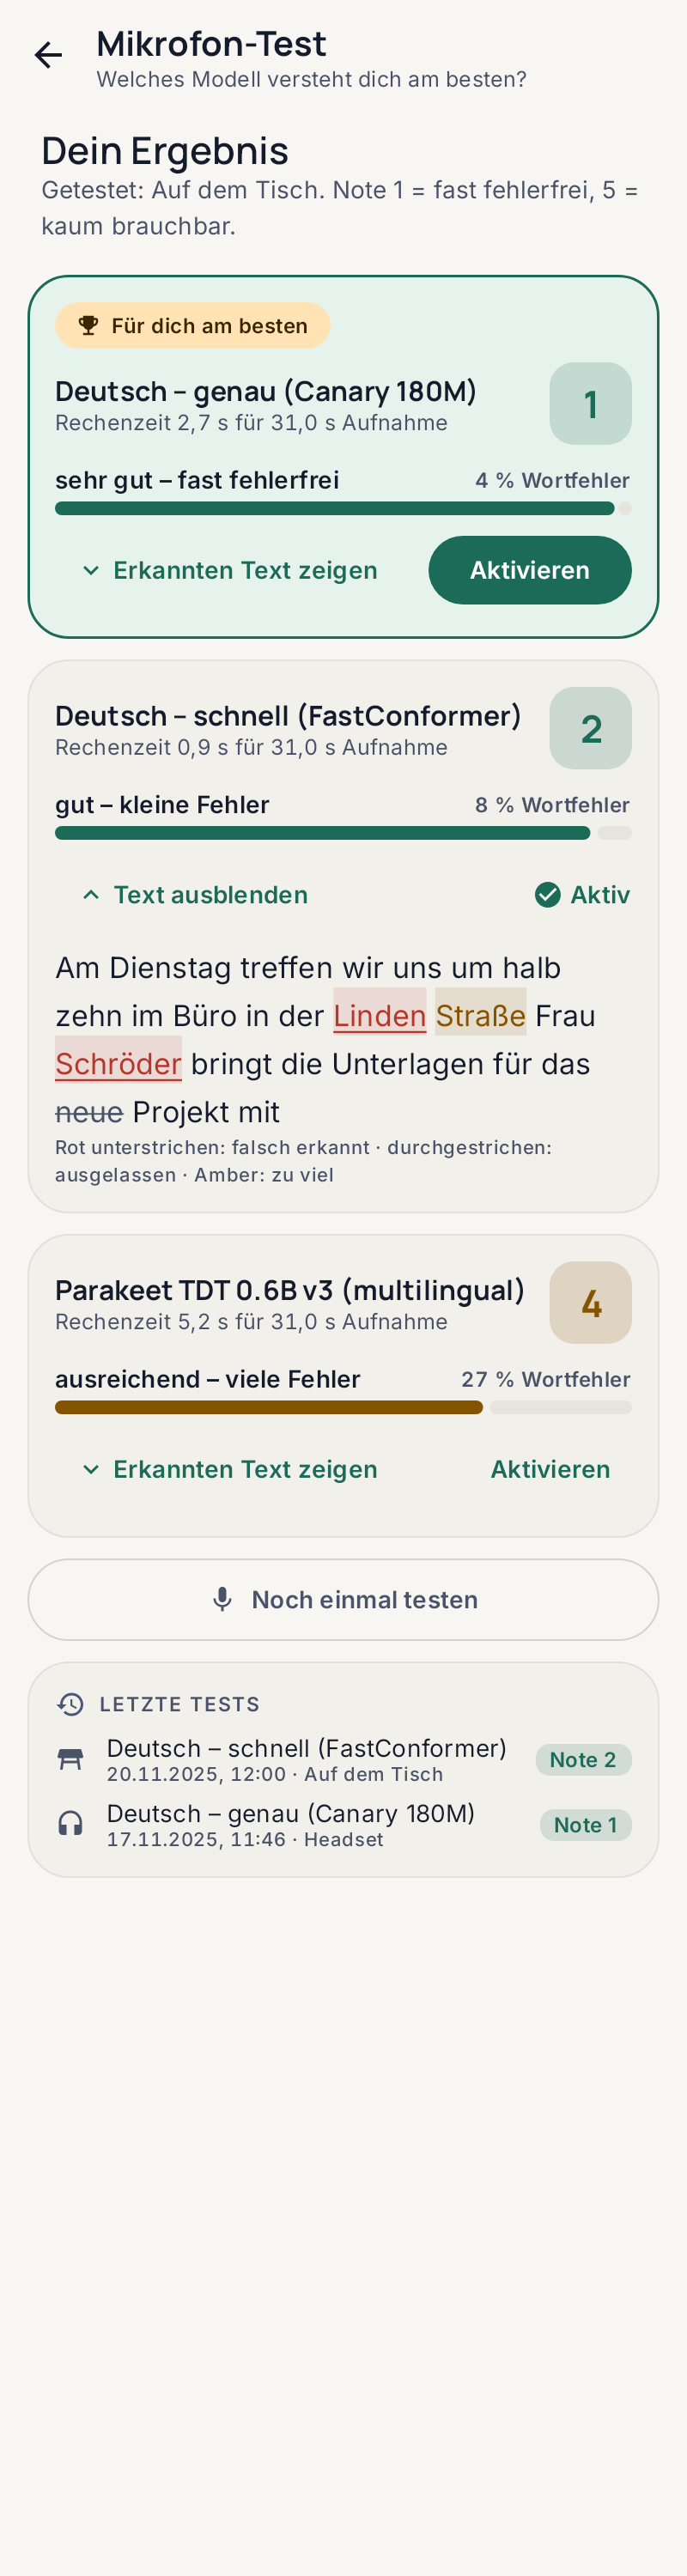 Mikrofon-Test
Welches Modell versteht dich am besten?
Dein Ergebnis
Getestet: Auf dem Tisch. Note 1 = fast fehlerfrei, 5 =
kaum brauchbar.
Für dich am besten
Deutsch – genau (Canary 180M)
1
Rechenzeit 2,7 s für 31,0 s Aufnahme
sehr gut – fast fehlerfrei
4 % Wortfehler
Erkannten Text zeigen
Aktivieren
Deutsch – schnell (FastConformer)
2
Rechenzeit 0,9 s für 31,0 s Aufnahme
gut – kleine Fehler
8 % Wortfehler
Text ausblenden
Aktiv
Am Dienstag treffen wir uns um halb
zehn im Büro in der Linden Straße Frau
Schröder bringt die Unterlagen für das
neue Projekt mit
Rot unterstrichen: falsch erkannt · durchgestrichen:
ausgelassen · Amber: zu viel
Parakeet TDT 0.6B v3 (multilingual)
4
Rechenzeit 5,2 s für 31,0 s Aufnahme
ausreichend – viele Fehler
27 % Wortfehler
Erkannten Text zeigen
Aktivieren
Noch einmal testen
LETZTE TESTS
Deutsch – schnell (FastConformer)
20.11.2025, 12:00 · Auf dem Tisch
Note 2
Deutsch – genau (Canary 180M)
17.11.2025, 11:46 · Headset
Note 1